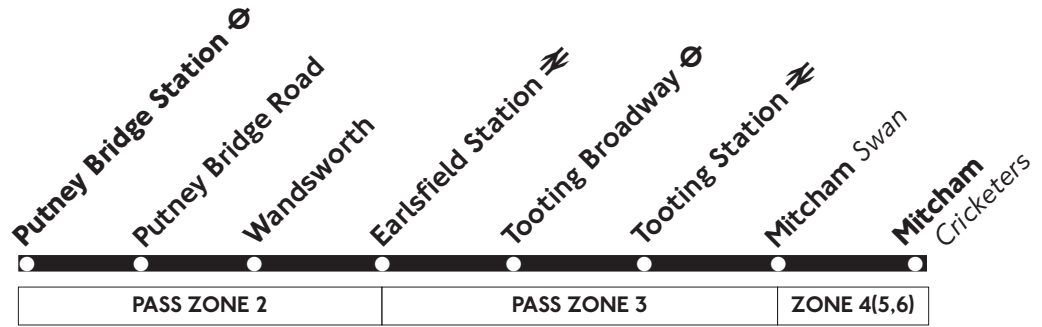 Putney Bridge Station
Putney Bridge Road
Wandsworth
Earlsfield Station
Tooting Broadway
Tooting Station
Mitcham Swan
Mitcham
Cricketers
PASS ZONE 2
PASS ZONE 3
ZONE 4(5,6)